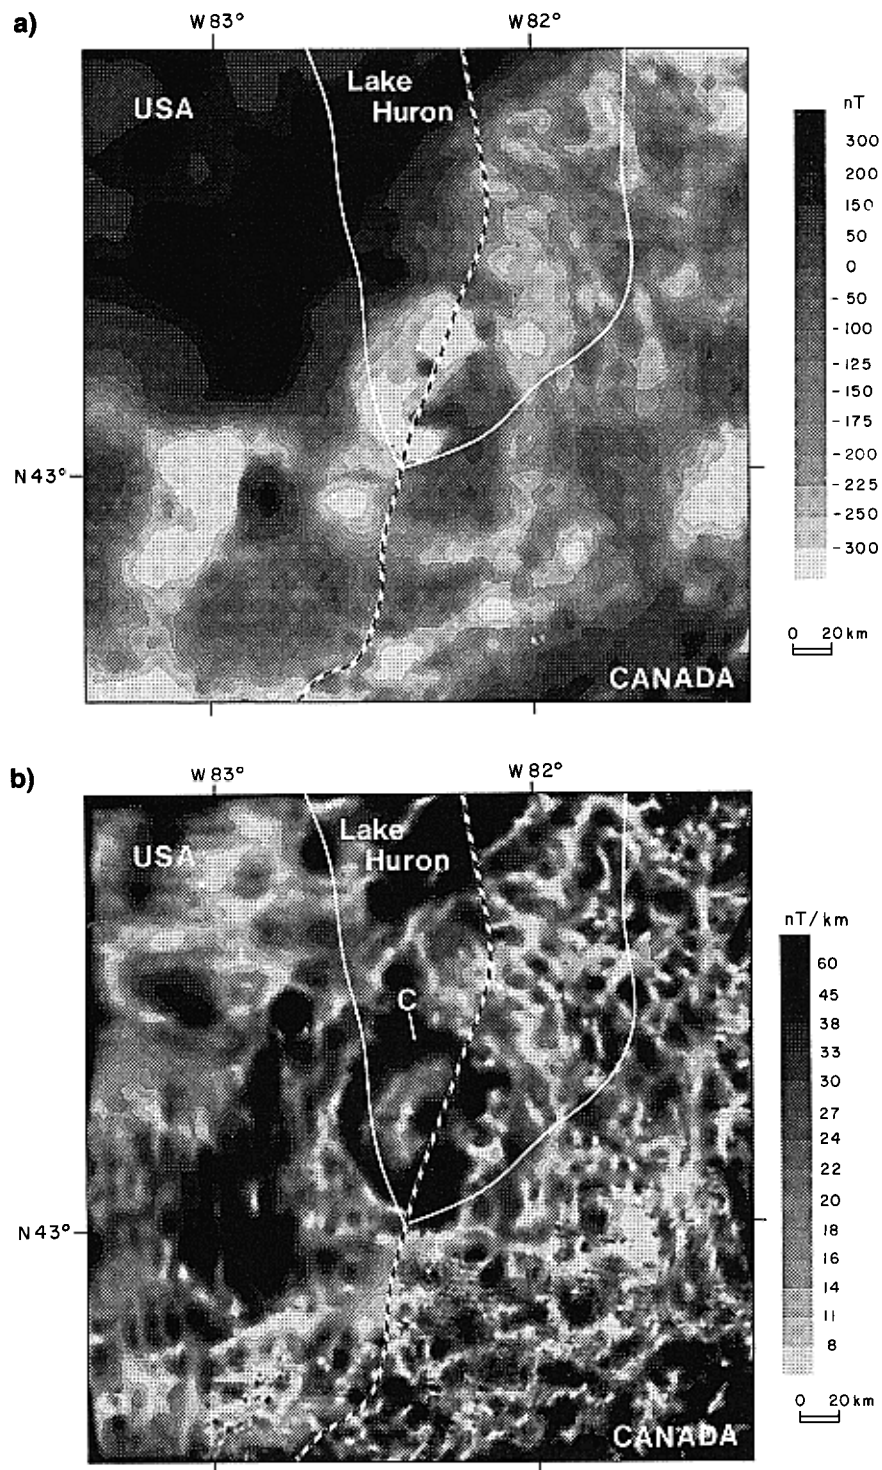 a)
W 83°
W 82°
USA
Lake
Huron
nT
300
200
150
50
0
- 50
- 100
- 125
- 150
- 175
- 200
- 225
- 250
- 300
N 43°
0 20 km
CANADA
b)
W 83°
W 82°
USA
Lake
Huron
C
nT / km
60
45
38
33
30
27
24
22
20
18
16
14
11
8
N 43°
0 20 km
CANADA